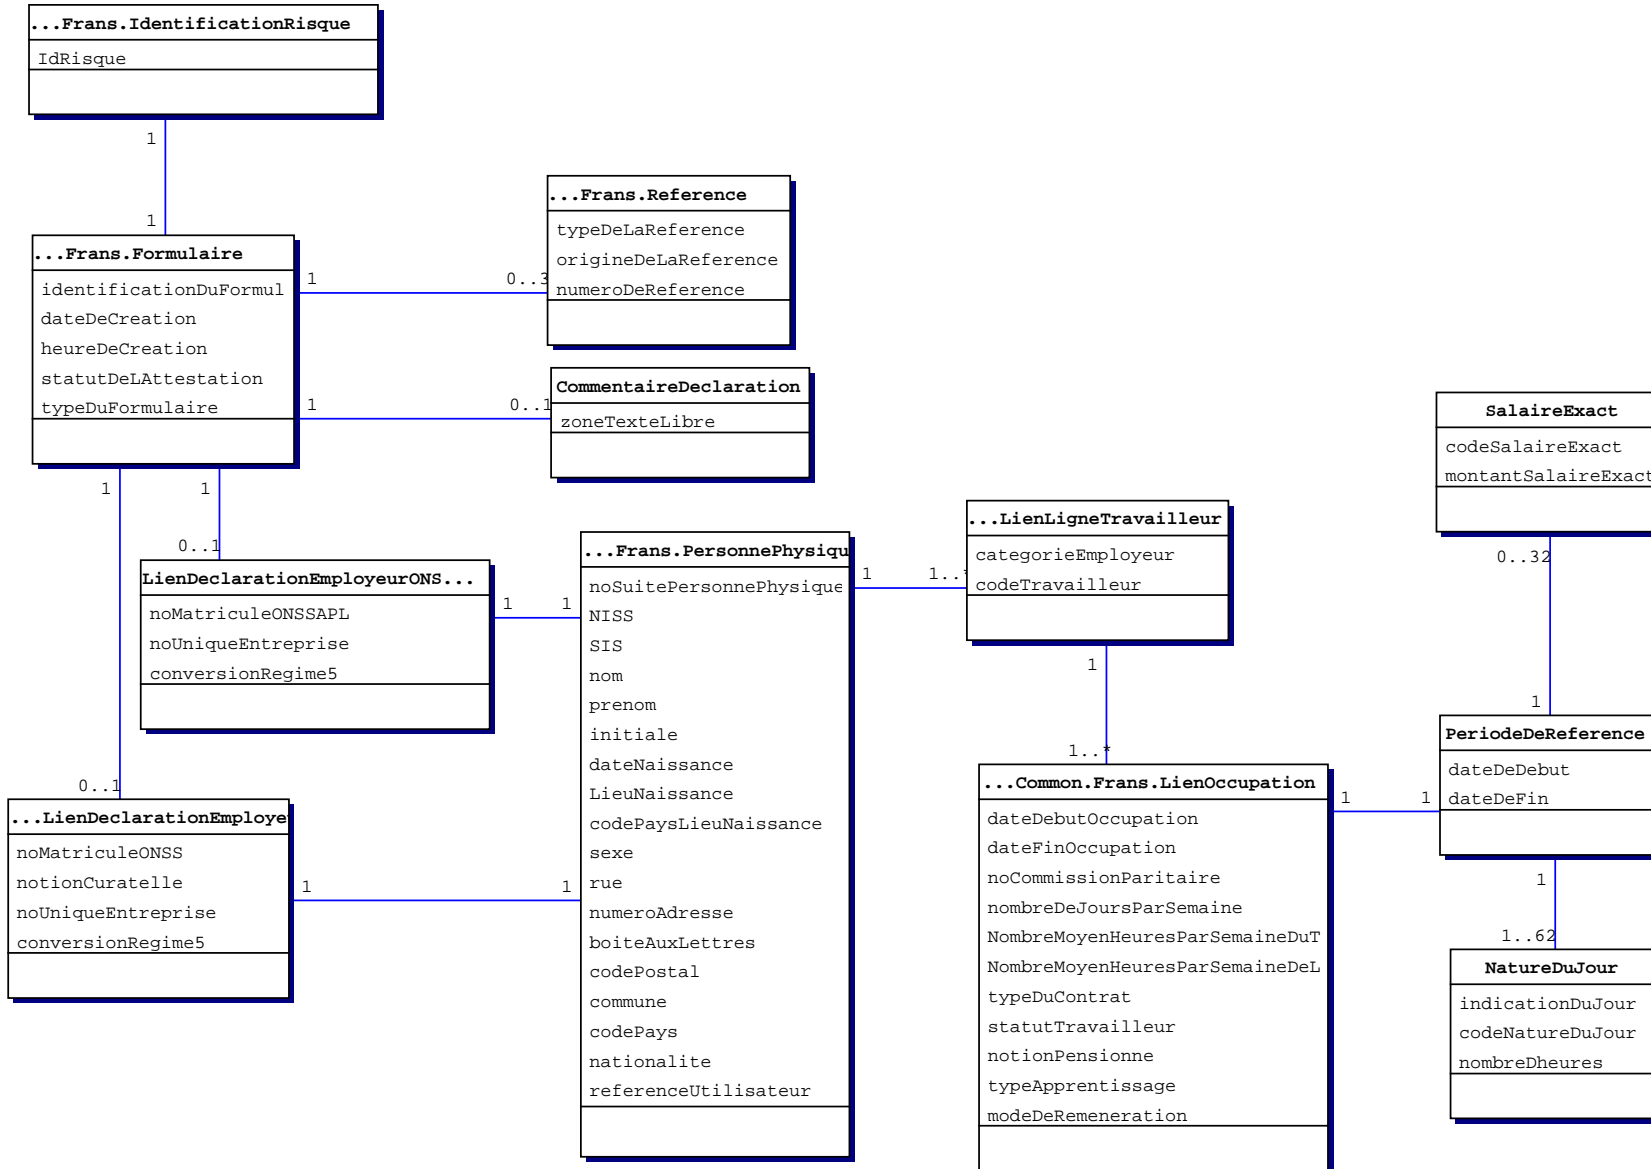 ...Frans.IdentificationRisque
IdRisque
1
1
...Frans.Formulaire
identificationDuFormul
dateDeCreation
heureDeCreation
statutDeLAttestation
typeDuFormulaire
1
0..3
...Frans.Reference
typeDeLaReference
origineDeLaReference
numeroDeReference
1
0..1
CommentaireDeclaration
zoneTexteLibre
1
1
0..1
LienDeclarationEmployeurONS...
noMatriculeONSSAPL
noUniqueEntreprise
conversionRegime5
1
1
0..1
...LienDeclarationEmploye
noMatriculeONSS
notionCuratelle
noUniqueEntreprise
conversionRegime5
1
1
...Frans.PersonnePhysiqu
noSuitePersonnePhysique
NISS
SIS
nom
prenom
initiale
dateNaissance
LieuNaissance
codePaysLieuNaissance
sexe
rue
numeroAdresse
boiteAuxLettres
codePostal
commune
codePays
nationalite
referenceUtilisateur
1
1..*
...LienLigneTravailleur
categorieEmployeur
codeTravailleur
1
1..*
...Common.Frans.LienOccupation
dateDebutOccupation
dateFinOccupation
noCommissionParitaire
nombreDeJoursParSemaine
NombreMoyenHeuresParSemaineDuT
NombreMoyenHeuresParSemaineDeL
typeDuContrat
statutTravailleur
notionPensionne
typeApprentissage
modeDeRemeneration
1
1
SalaireExact
codeSalaireExact
montantSalaireExact
0..32
1
PeriodeDeReference
dateDeDebut
dateDeFin
1
1..62
NatureDuJour
indicationDuJour
codeNatureDuJour
nombreDheures